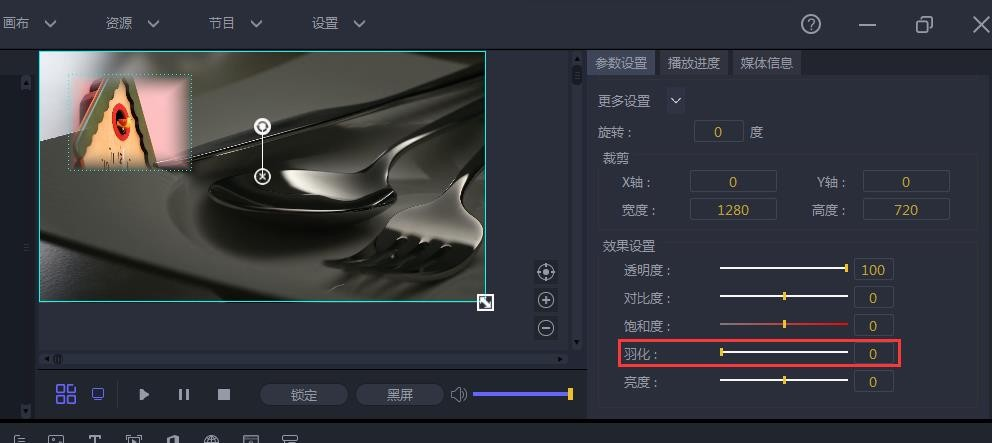 画布 资源 节目 设置
参数设置 播放进度 媒体信息
更多设置
旋转： 0 度
裁剪
X轴： 0 Y轴： 0
宽度： 1280 高度： 720
效果设置
透明度： 100
对比度： 0
饱和度： 0
羽化： 0
亮度： 0
锁定 黑屏